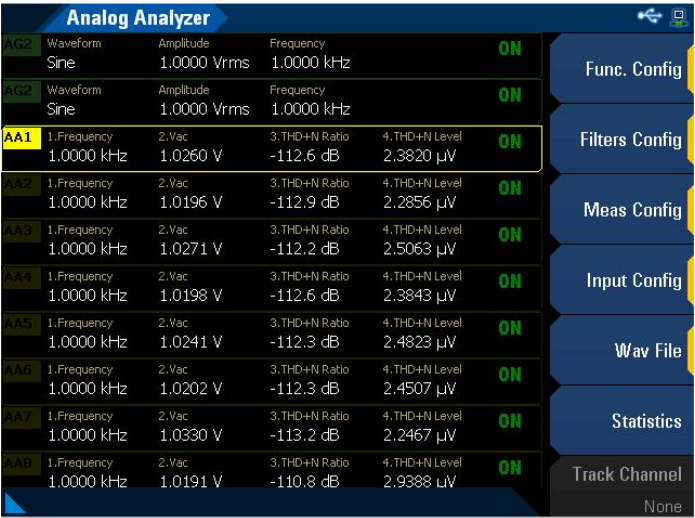 Analog Analyzer
AG2 Waveform Amplitude Frequency ON
Sine 1.0000 Vrms 1.0000 kHz
AG2 Waveform Amplitude Frequency ON
Sine 1.0000 Vrms 1.0000 kHz
AA1 1.Frequency 2.Vac 3.THD+N Ratio 4.THD+N Level ON
1.0000 kHz 1.0260 V -112.6 dB 2.3820 µV
AA2 1.Frequency 2.Vac 3.THD+N Ratio 4.THD+N Level ON
1.0000 kHz 1.0196 V -112.9 dB 2.2856 µV
AA3 1.Frequency 2.Vac 3.THD+N Ratio 4.THD+N Level ON
1.0000 kHz 1.0271 V -112.2 dB 2.5063 µV
AA4 1.Frequency 2.Vac 3.THD+N Ratio 4.THD+N Level ON
1.0000 kHz 1.0198 V -112.6 dB 2.3843 µV
AA5 1.Frequency 2.Vac 3.THD+N Ratio 4.THD+N Level ON
1.0000 kHz 1.0241 V -112.3 dB 2.4823 µV
AA6 1.Frequency 2.Vac 3.THD+N Ratio 4.THD+N Level ON
1.0000 kHz 1.0202 V -112.3 dB 2.4507 µV
AA7 1.Frequency 2.Vac 3.THD+N Ratio 4.THD+N Level ON
1.0000 kHz 1.0330 V -113.2 dB 2.2467 µV
AA8 1.Frequency 2.Vac 3.THD+N Ratio 4.THD+N Level ON
1.0000 kHz 1.0191 V -110.8 dB 2.9388 µV
Func. Config
Filters Config
Meas Config
Input Config
Wav File
Statistics
Track Channel
None